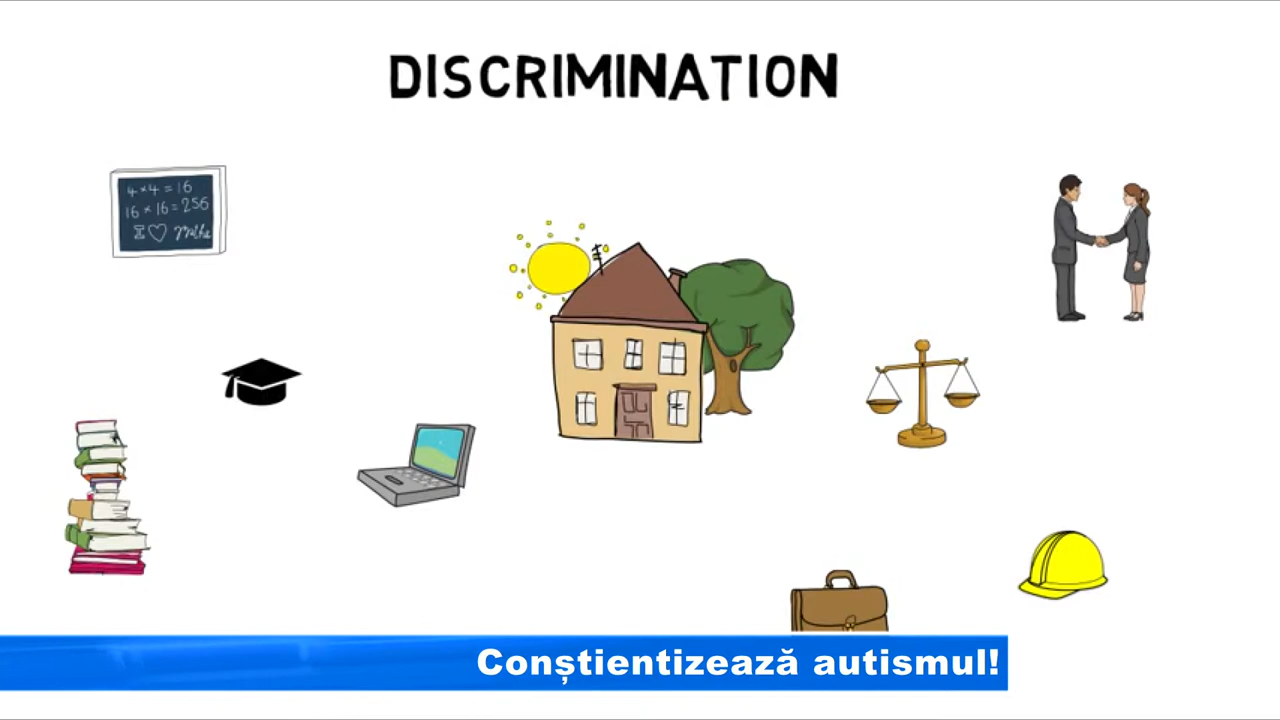 DISCRIMINATION
4 × 4 = 16
16 × 16 = 256
I ♡
Conștientizează autismul!